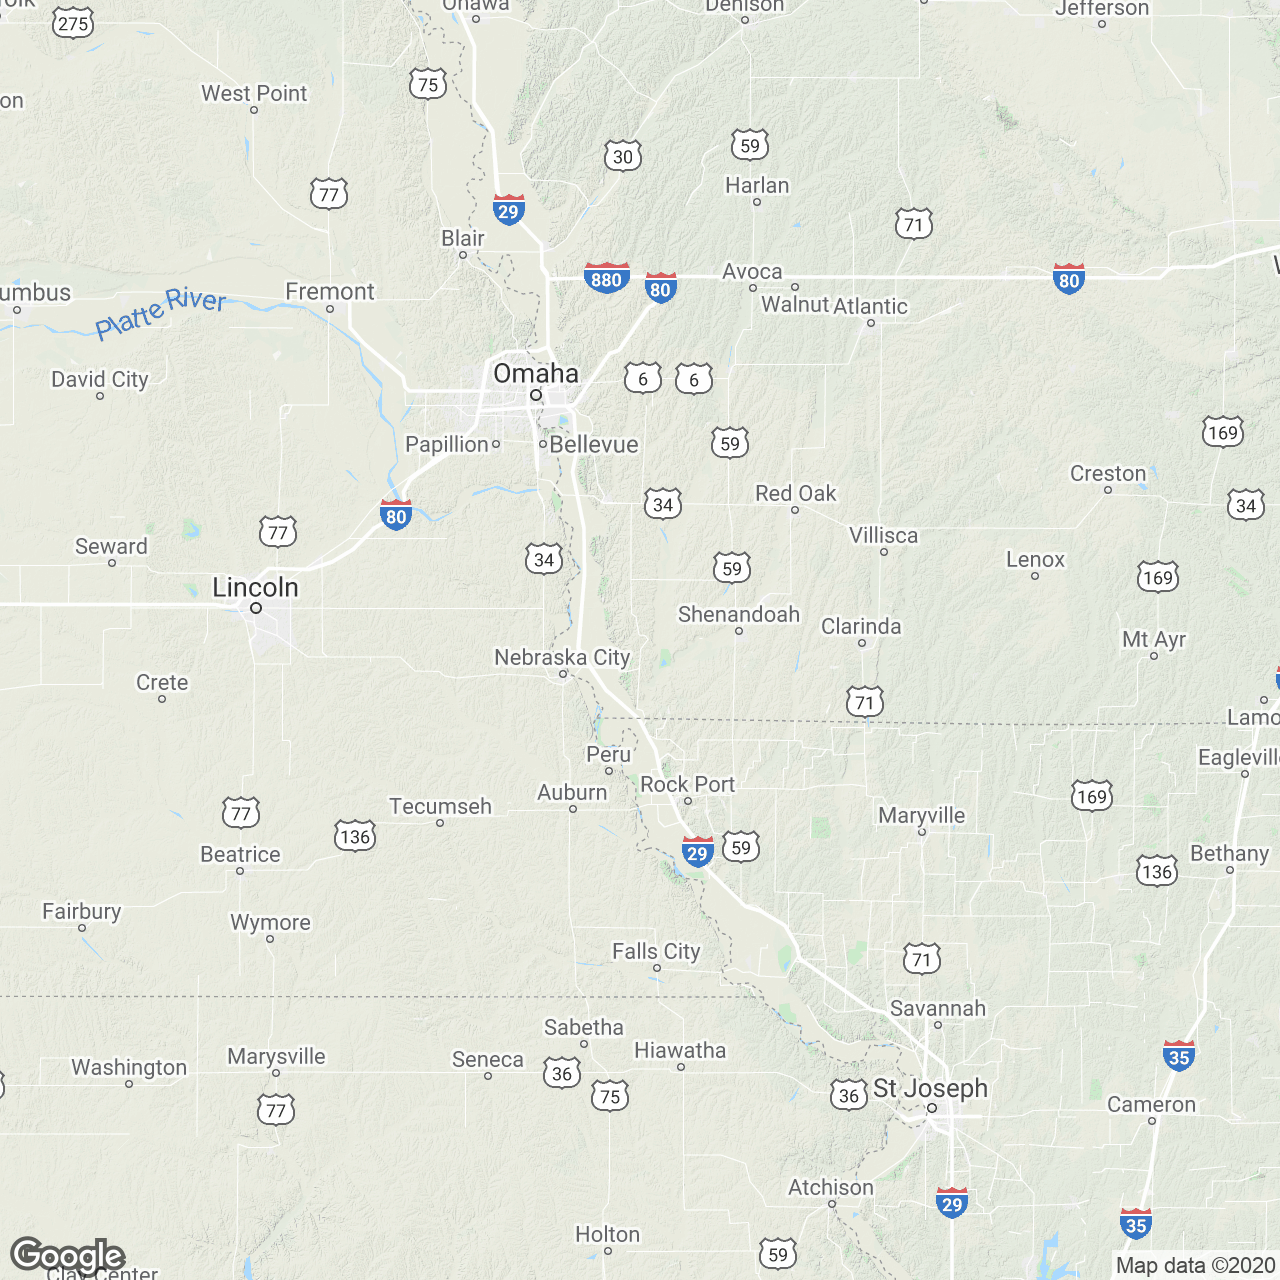 Onawa
Denison
Jefferson
275
75
West Point
30
59
Harlan
77
29
71
Blair
880
80
Avoca
80
umbus
Platte River
Fremont
Walnut
Atlantic
David City
Omaha
6
6
Papillion
Bellevue
59
169
Creston
Red Oak
34
34
80
77
Seward
34
Villisca
59
Lenox
169
Lincoln
Shenandoah
Clarinda
Mt Ayr
Nebraska City
Crete
71
Lamo
Peru
Eagleville
Rock Port
Auburn
Tecumseh
169
77
136
Maryville
29
59
Beatrice
Bethany
136
Fairbury
Wymore
Falls City
71
Savannah
Sabetha
Hiawatha
Marysville
Seneca
Washington
36
35
77
75
36
St Joseph
Cameron
Atchison
29
35
Holton
59
Google
Clay Center
Map data ©2020